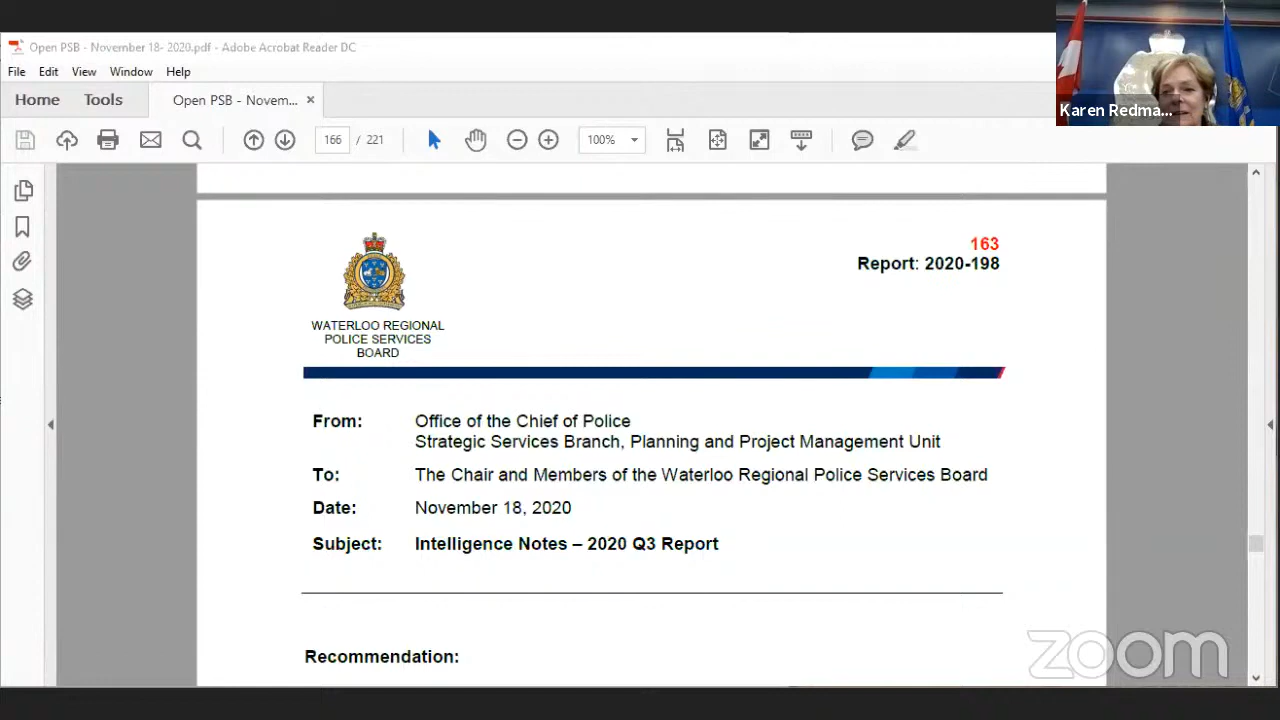 Open PSB - November 18- 2020.pdf - Adobe Acrobat Reader DC
File Edit View Window Help
Home Tools Open PSB - Novem... ×
166 / 221 100%
Karen Redma...
163
Report: 2020-198
WATERLOO REGIONAL
POLICE SERVICES
BOARD
From: Office of the Chief of Police
Strategic Services Branch, Planning and Project Management Unit
To: The Chair and Members of the Waterloo Regional Police Services Board
Date: November 18, 2020
Subject: Intelligence Notes – 2020 Q3 Report
Recommendation:
zoom